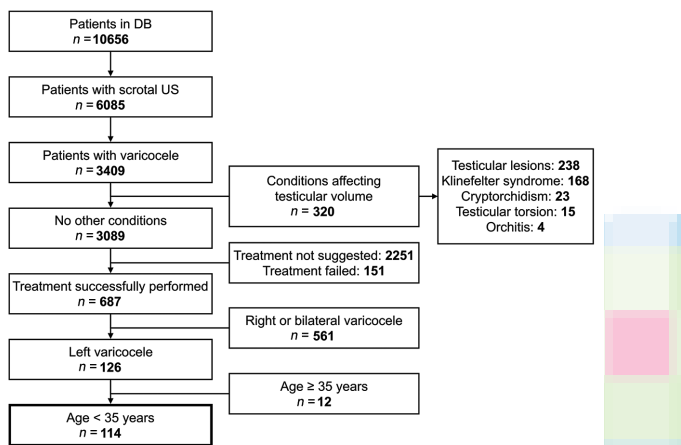 Patients in DB
n = 10656
Patients with scrotal US
n = 6085
Patients with varicocele
n = 3409
Conditions affecting
testicular volume
n = 320
Testicular lesions: 238
Klinefelter syndrome: 168
Cryptorchidism: 23
Testicular torsion: 15
Orchitis: 4
No other conditions
n = 3089
Treatment not suggested: 2251
Treatment failed: 151
Treatment successfully performed
n = 687
Right or bilateral varicocele
n = 561
Left varicocele
n = 126
Age ≥ 35 years
n = 12
Age < 35 years
n = 114